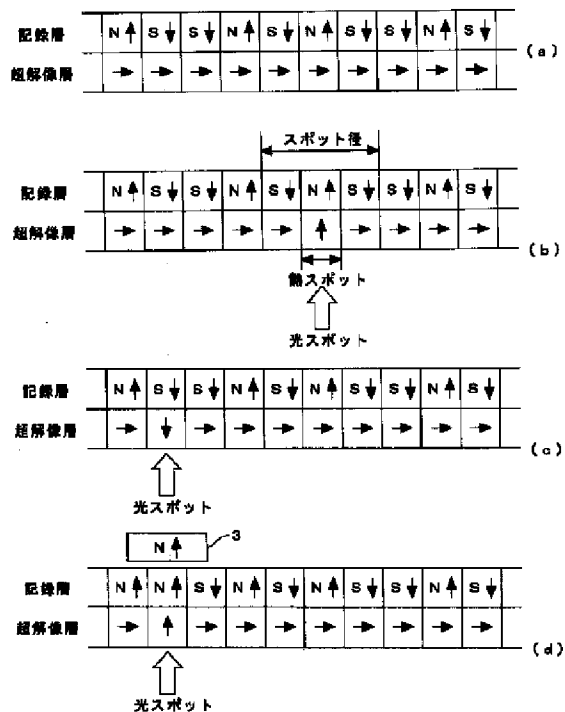 記録層 N↑ S↓ S↓ N↑ S↓ N↑ S↓ S↓ N↑ S↓
超解像層 → → → → → → → → → →
(a)
スポット径
記録層 N↑ S↓ S↓ N↑ S↓ N↑ S↓ S↓ N↑ S↓
超解像層 → → → → → ↑ → → → →
(b)
熱スポット
光スポット
記録層 N↑ S↓ S↓ N↑ S↓ N↑ S↓ S↓ N↑ S↓
超解像層 → ↓ → → → → → → → →
(c)
光スポット
N↑ 3
記録層 N↑ N↑ S↓ N↑ S↓ N↑ S↓ S↓ N↑ S↓
超解像層 → ↑ → → → → → → → →
(d)
光スポット